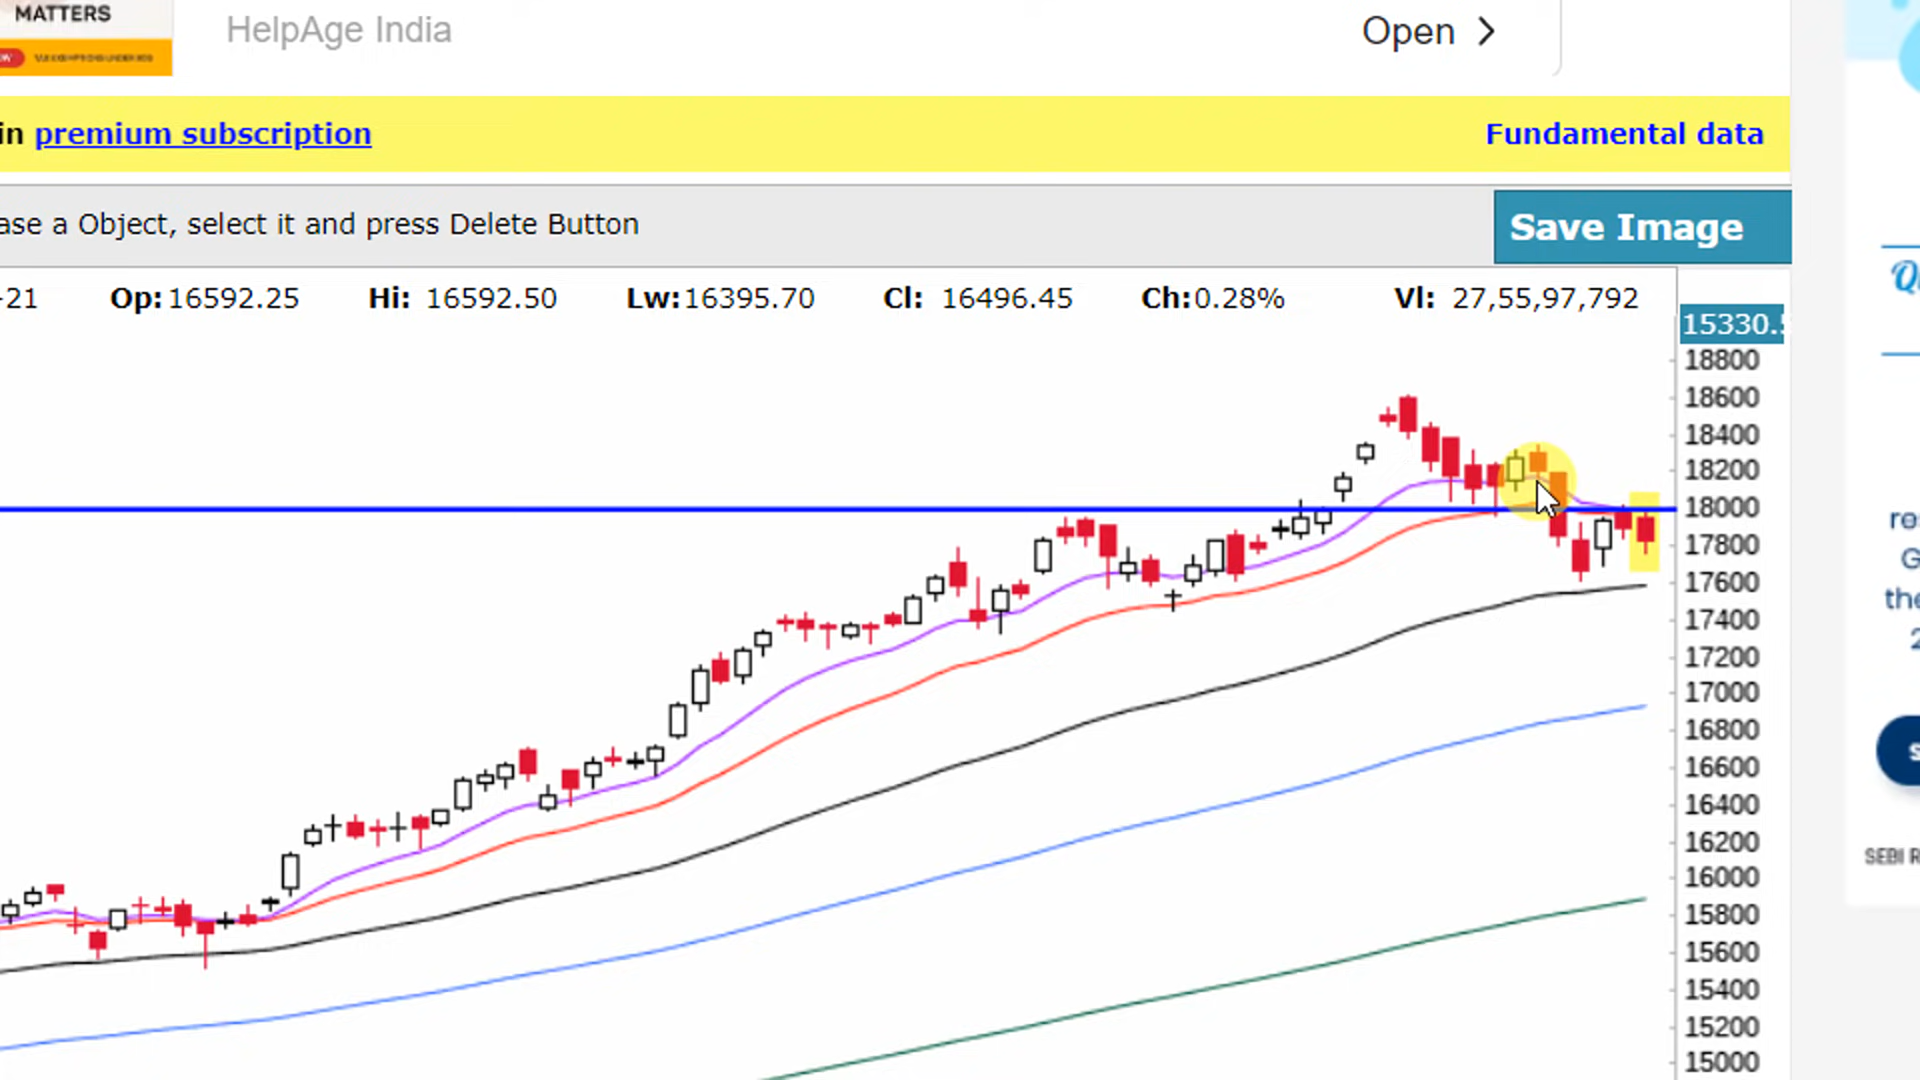 MATTERS
HelpAge India
Open
in premium subscription
Fundamental data
ase a Object, select it and press Delete Button
Save Image
-21 Op: 16592.25 Hi: 16592.50 Lw: 16395.70 Cl: 16496.45 Ch: 0.28% Vl: 27,55,97,792
15330.5
18800
18600
18400
18200
18000
17800
17600
17400
17200
17000
16800
16600
16400
16200
16000
15800
15600
15400
15200
15000
Q
re
G
the
2
S
SEBI R